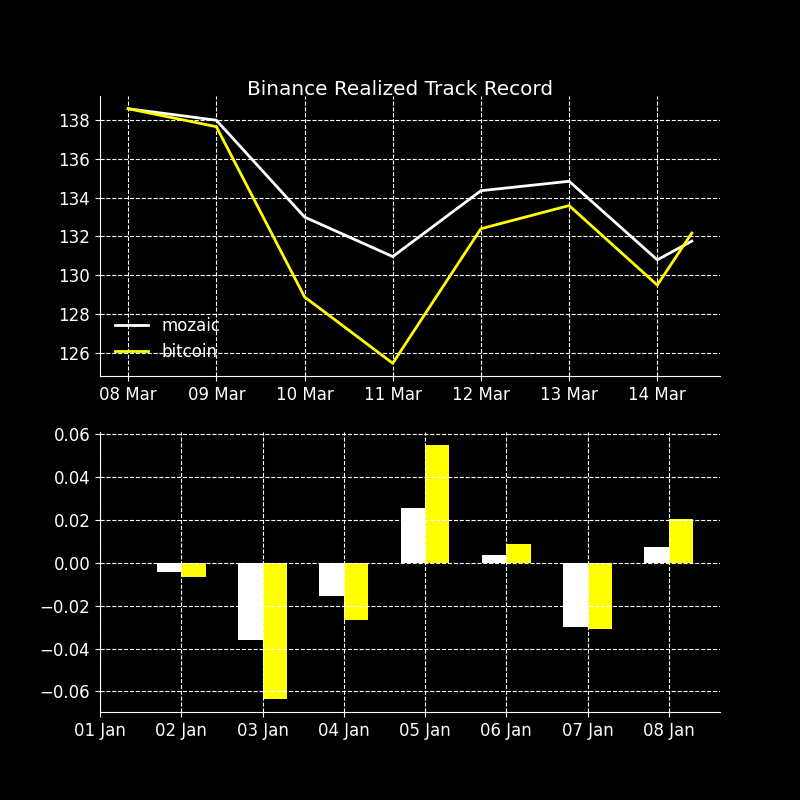 Binance Realized Track Record
138
136
134
132
130
128
126
mozaic
bitcoin
08 Mar 09 Mar 10 Mar 11 Mar 12 Mar 13 Mar 14 Mar
0.06
0.04
0.02
0.00
−0.02
−0.04
−0.06
01 Jan 02 Jan 03 Jan 04 Jan 05 Jan 06 Jan 07 Jan 08 Jan